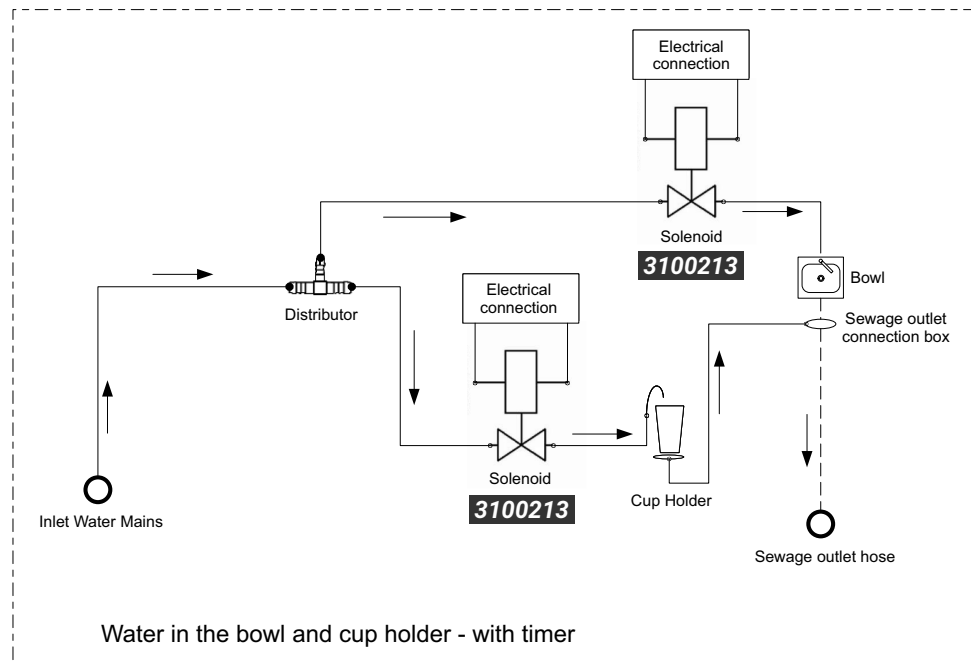 Electrical
connection
Solenoid
3100213
Bowl
Sewage outlet
connection box
Distributor
Electrical
connection
Solenoid
3100213
Cup Holder
Inlet Water Mains
Sewage outlet hose
Water in the bowl and cup holder - with timer